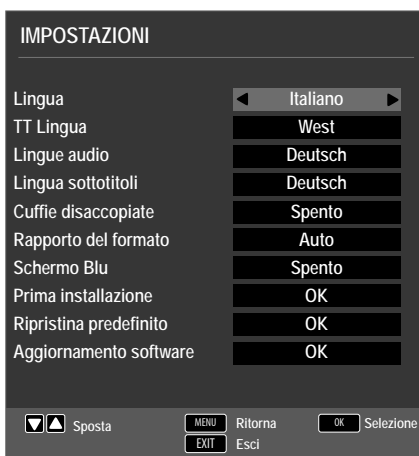 IMPOSTAZIONI
Lingua Italiano
TT Lingua West
Lingue audio Deutsch
Lingua sottotitoli Deutsch
Cuffie disaccopiate Spento
Rapporto del formato Auto
Schermo Blu Spento
Prima installazione OK
Ripristina predefinito OK
Aggiornamento software OK
Sposta MENU Ritorna OK Selezione
EXIT Esci